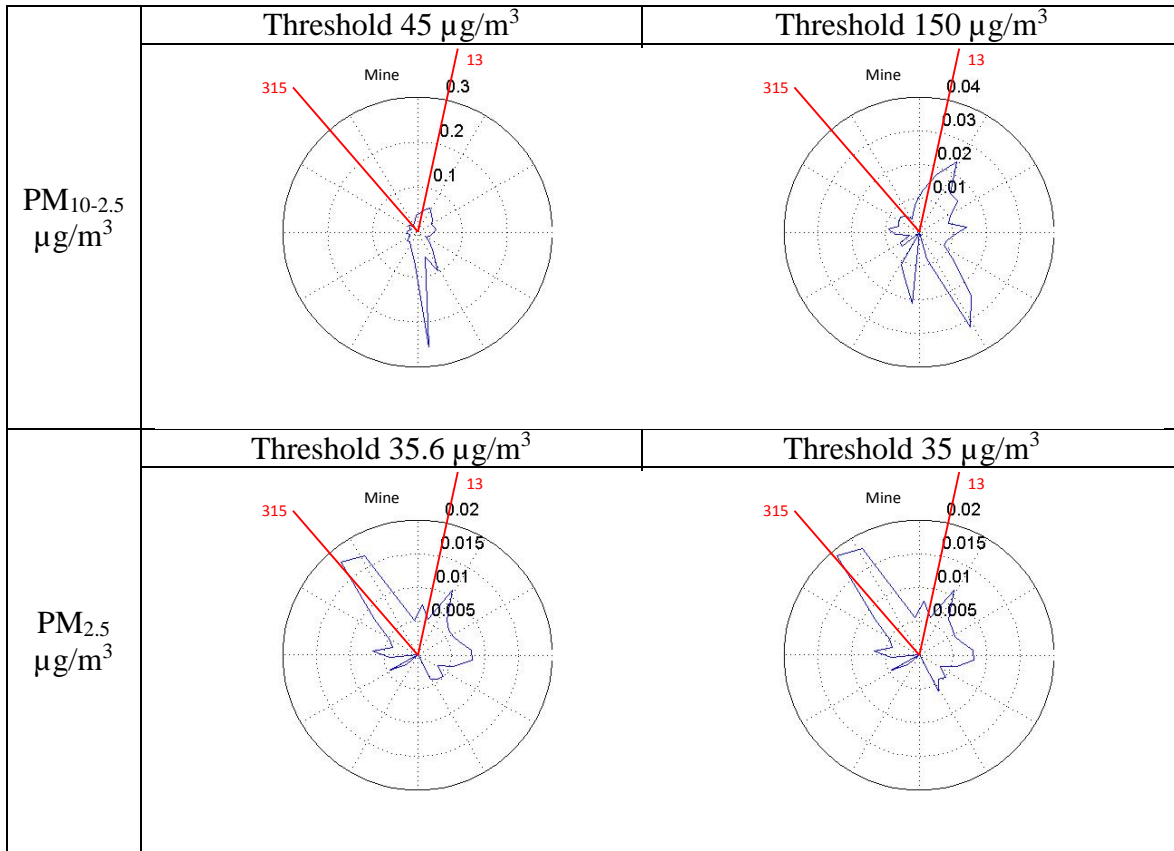 Threshold 45 µg/m³
Threshold 150 µg/m³
PM₁₀₋₂.₅
µg/m³
Mine
315
13
0.3
0.2
0.1
Mine
315
13
0.04
0.03
0.02
0.01
Threshold 35.6 µg/m³
Threshold 35 µg/m³
PM₂.₅
µg/m³
Mine
315
13
0.02
0.015
0.01
0.005
Mine
315
13
0.02
0.015
0.01
0.005